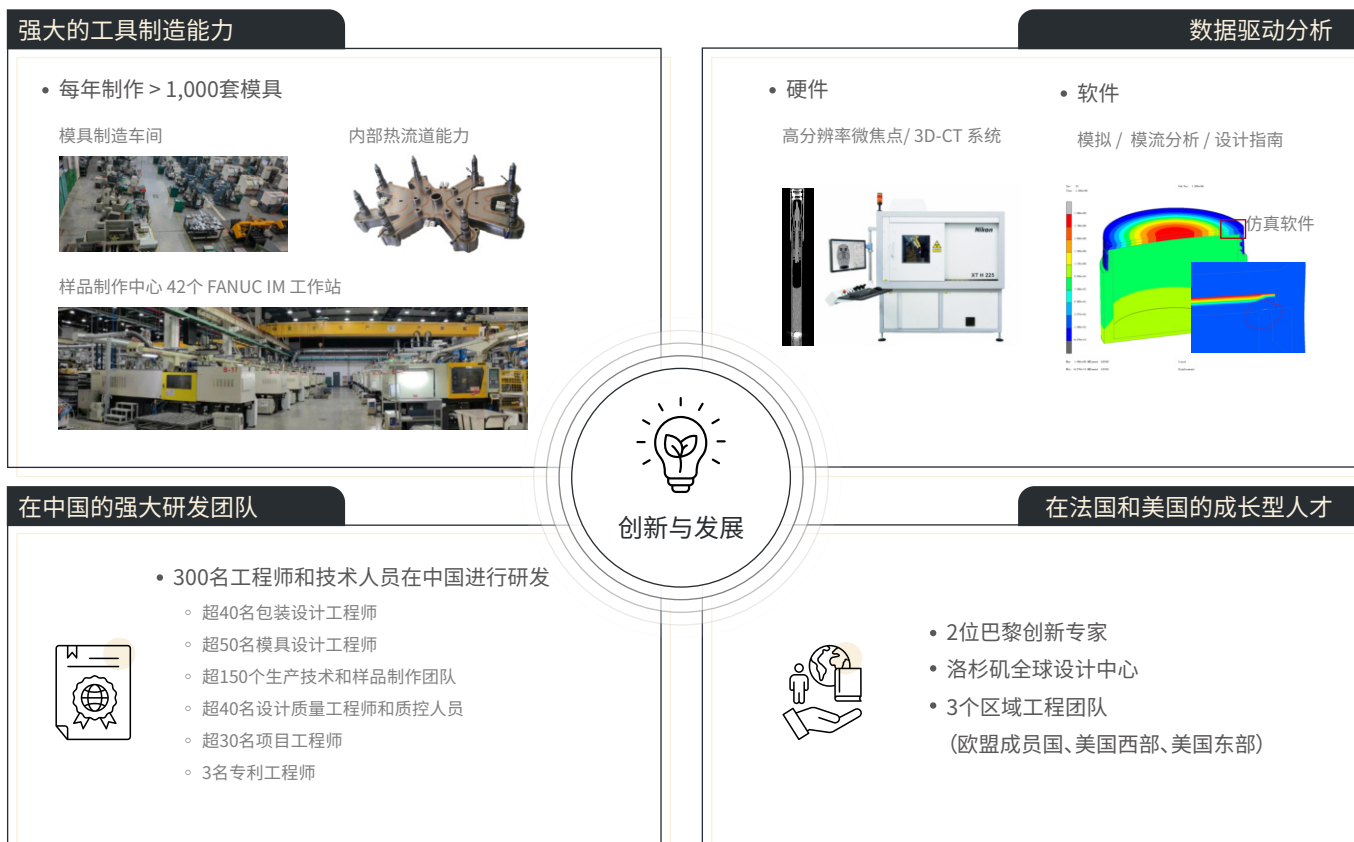 强大的工具制造能力
• 每年制作 > 1,000套模具
模具制造车间
内部热流道能力
样品制作中心 42个 FANUC IM 工作站
B-17
数据驱动分析
• 硬件
高分辨率微焦点/ 3D-CT 系统
Nikon
XT H 225
• 软件
模拟 / 模流分析 / 设计指南
仿真软件
创新与发展
在中国的强大研发团队
• 300名工程师和技术人员在中国进行研发
◦ 超40名包装设计工程师
◦ 超50名模具设计工程师
◦ 超150个生产技术和样品制作团队
◦ 超40名设计质量工程师和质控人员
◦ 超30名项目工程师
◦ 3名专利工程师
在法国和美国的成长型人才
• 2位巴黎创新专家
• 洛杉矶全球设计中心
• 3个区域工程团队
（欧盟成员国、美国西部、美国东部）